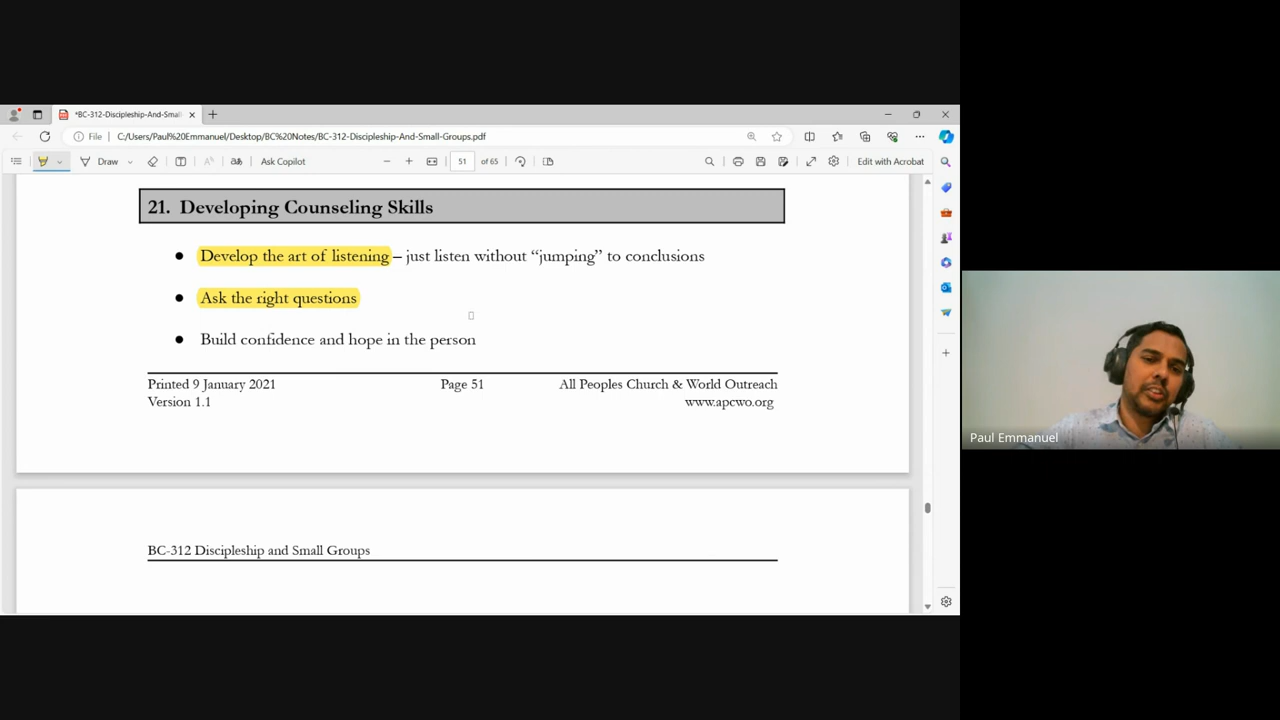 *BC-312-Discipleship-And-Small-
File
C:/Users/Paul%20Emmanuel/Desktop/BC%20Notes/BC-312-Discipleship-And-Small-Groups.pdf
Draw
Ask Copilot
51
of 65
Edit with Acrobat
21. Developing Counseling Skills
● Develop the art of listening – just listen without “jumping” to conclusions
● Ask the right questions
● Build confidence and hope in the person
Printed 9 January 2021
Page 51
All Peoples Church & World Outreach
Version 1.1
www.apcwo.org
BC-312 Discipleship and Small Groups
Paul Emmanuel